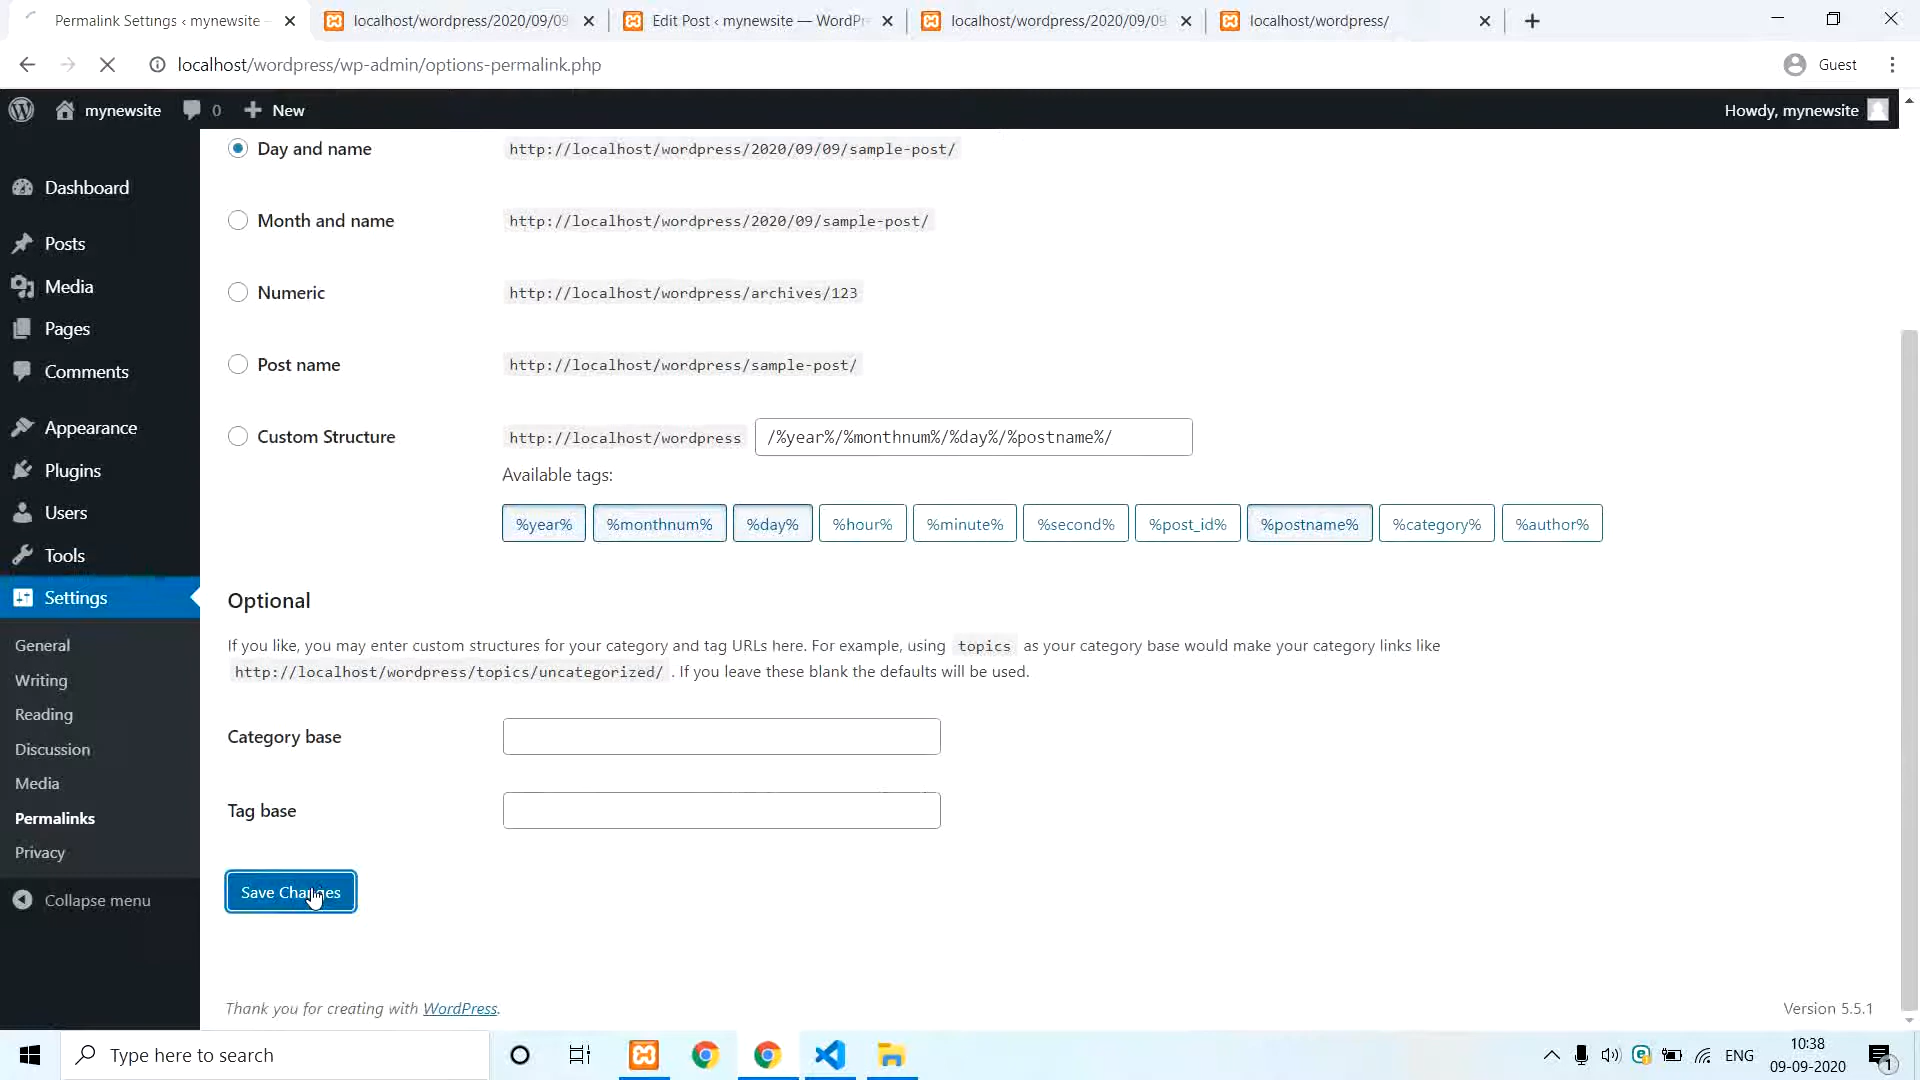 Permalink Settings ‹ mynewsite –
localhost/wordpress/2020/09/09
Edit Post ‹ mynewsite — WordPr
localhost/wordpress/2020/09/09
localhost/wordpress/
localhost/wordpress/wp-admin/options-permalink.php
Guest
mynewsite
0
New
Howdy, mynewsite
Dashboard
Posts
Media
Pages
Comments
Appearance
Plugins
Users
Tools
Settings
General
Writing
Reading
Discussion
Media
Permalinks
Privacy
Collapse menu
Day and name
http://localhost/wordpress/2020/09/09/sample-post/
Month and name
http://localhost/wordpress/2020/09/sample-post/
Numeric
http://localhost/wordpress/archives/123
Post name
http://localhost/wordpress/sample-post/
Custom Structure
http://localhost/wordpress
/%year%/%monthnum%/%day%/%postname%/
Available tags:
%year% %monthnum% %day% %hour% %minute% %second% %post_id% %postname% %category% %author%
Optional
If you like, you may enter custom structures for your category and tag URLs here. For example, using topics as your category base would make your category links like
http://localhost/wordpress/topics/uncategorized/ . If you leave these blank the defaults will be used.
Category base
Tag base
Save Changes
Thank you for creating with WordPress.
Version 5.5.1
Type here to search
ENG
10:38
09-09-2020
1